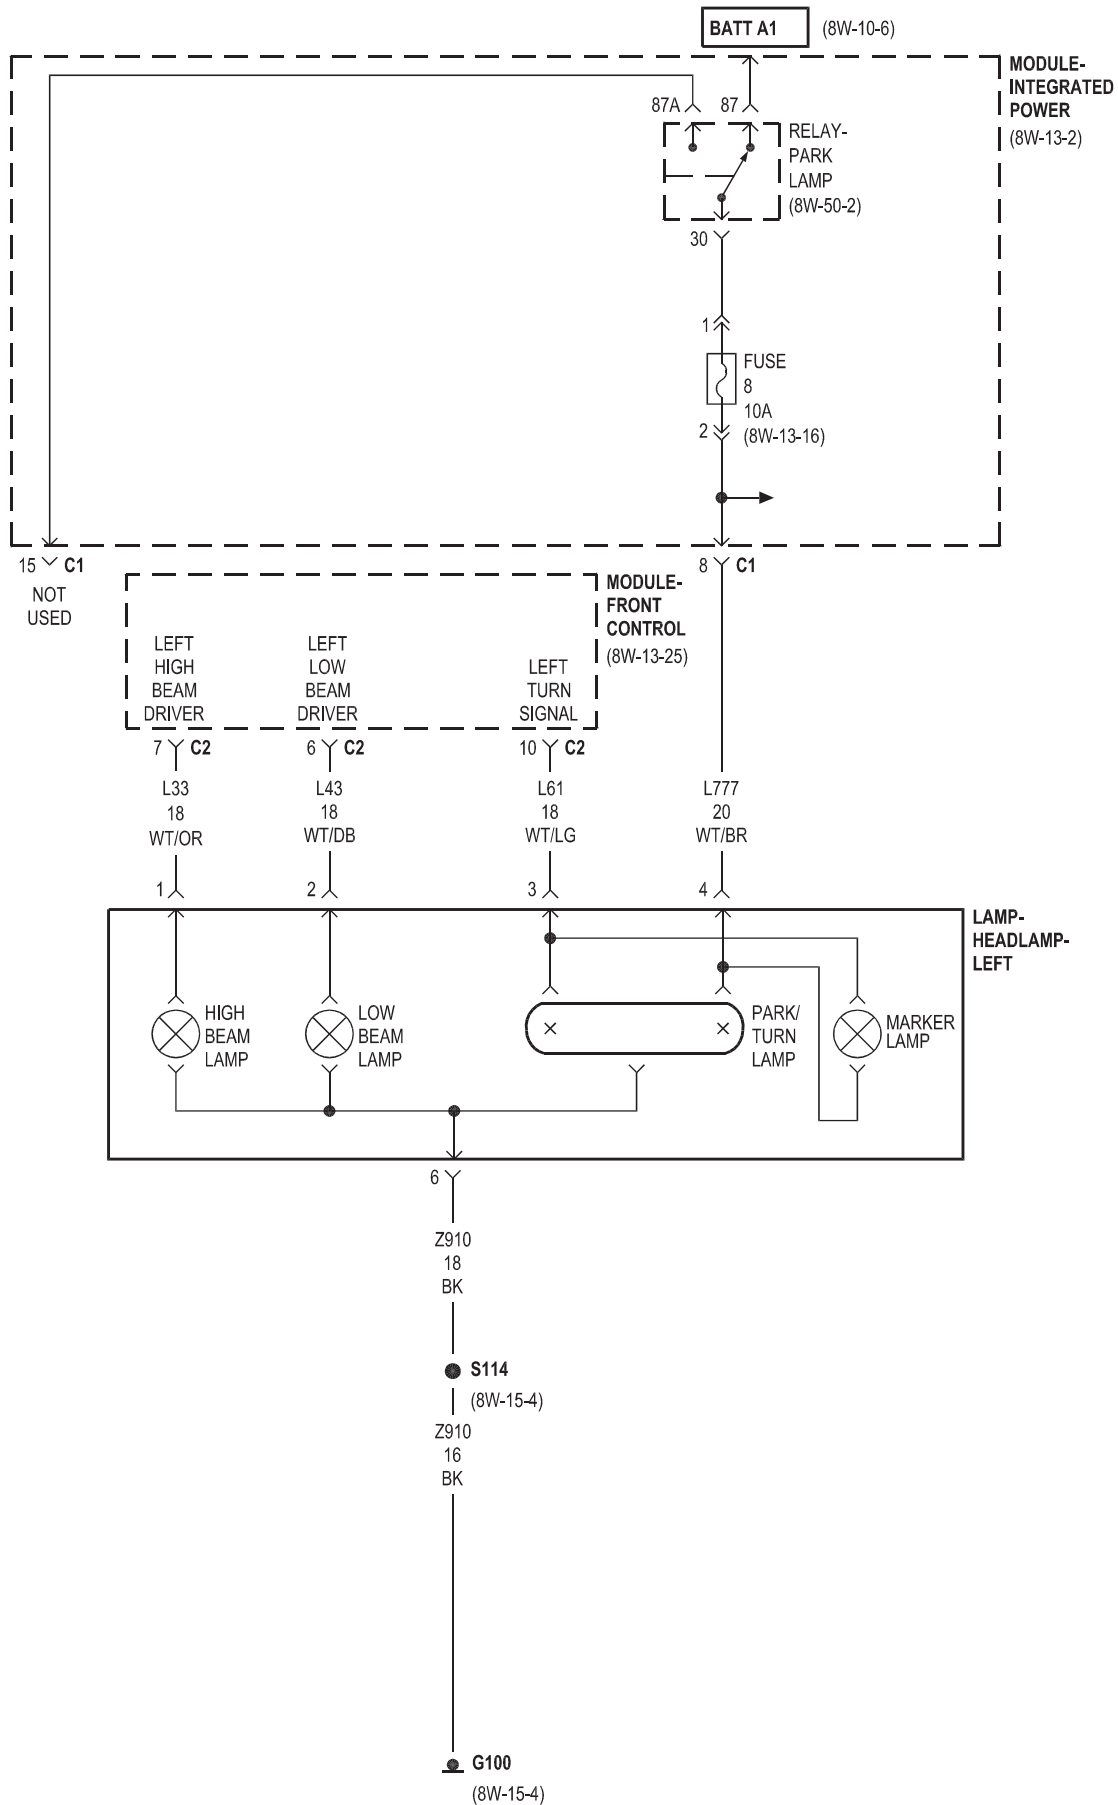 BATT A1 (8W-10-6)
MODULE-
INTEGRATED
POWER
(8W-13-2)
87A 87
RELAY-
PARK
LAMP
(8W-50-2)
30
1
FUSE
8
10A
(8W-13-16)
2
15 C1
NOT
USED
8 C1
MODULE-
FRONT
CONTROL
(8W-13-25)
LEFT
HIGH
BEAM
DRIVER
LEFT
LOW
BEAM
DRIVER
LEFT
TURN
SIGNAL
7 C2
6 C2
10 C2
L33
18
WT/OR
L43
18
WT/DB
L61
18
WT/LG
L777
20
WT/BR
1
2
3
4
LAMP-
HEADLAMP-
LEFT
HIGH
BEAM
LAMP
LOW
BEAM
LAMP
PARK/
TURN
LAMP
MARKER
LAMP
6
Z910
18
BK
S114
(8W-15-4)
Z910
16
BK
G100
(8W-15-4)